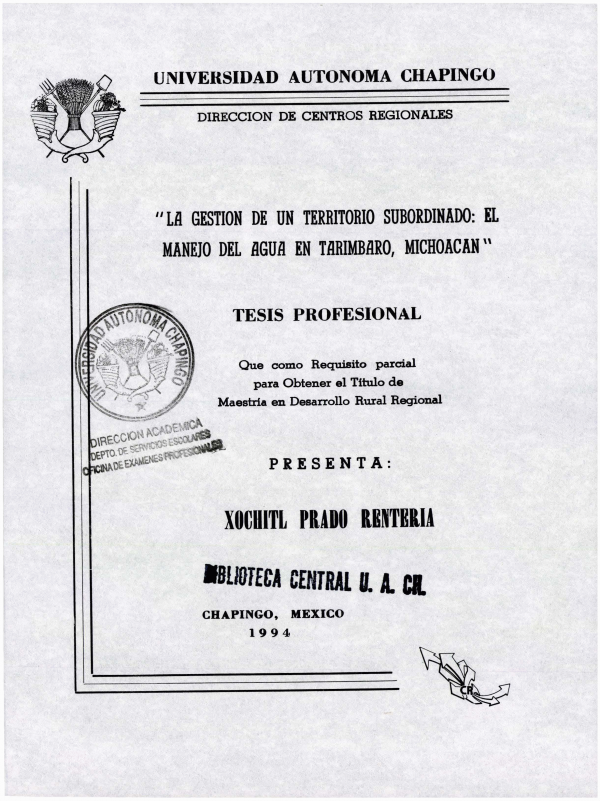 UNIVERSIDAD AUTONOMA CHAPINGO
DIRECCION DE CENTROS REGIONALES
"LA GESTION DE UN TERRITORIO SUBORDINADO: EL
MANEJO DEL AGUA EN TARIMBARO, MICHOACAN"
TESIS PROFESIONAL
UNIVERSIDAD AUTONOMA CHAPINGO
Que como Requisito parcial
para Obtener el Título de
Maestría en Desarrollo Rural Regional
DIRECCION ACADEMICA
DEPTO. DE SERVICIOS ESCOLARES
OFICINA DE EXAMENES PROFESIONALES
PRESENTA:
XOCHITL PRADO RENTERIA
BIBLIOTECA CENTRAL U. A. CH.
CHAPINGO, MEXICO
1994
CR